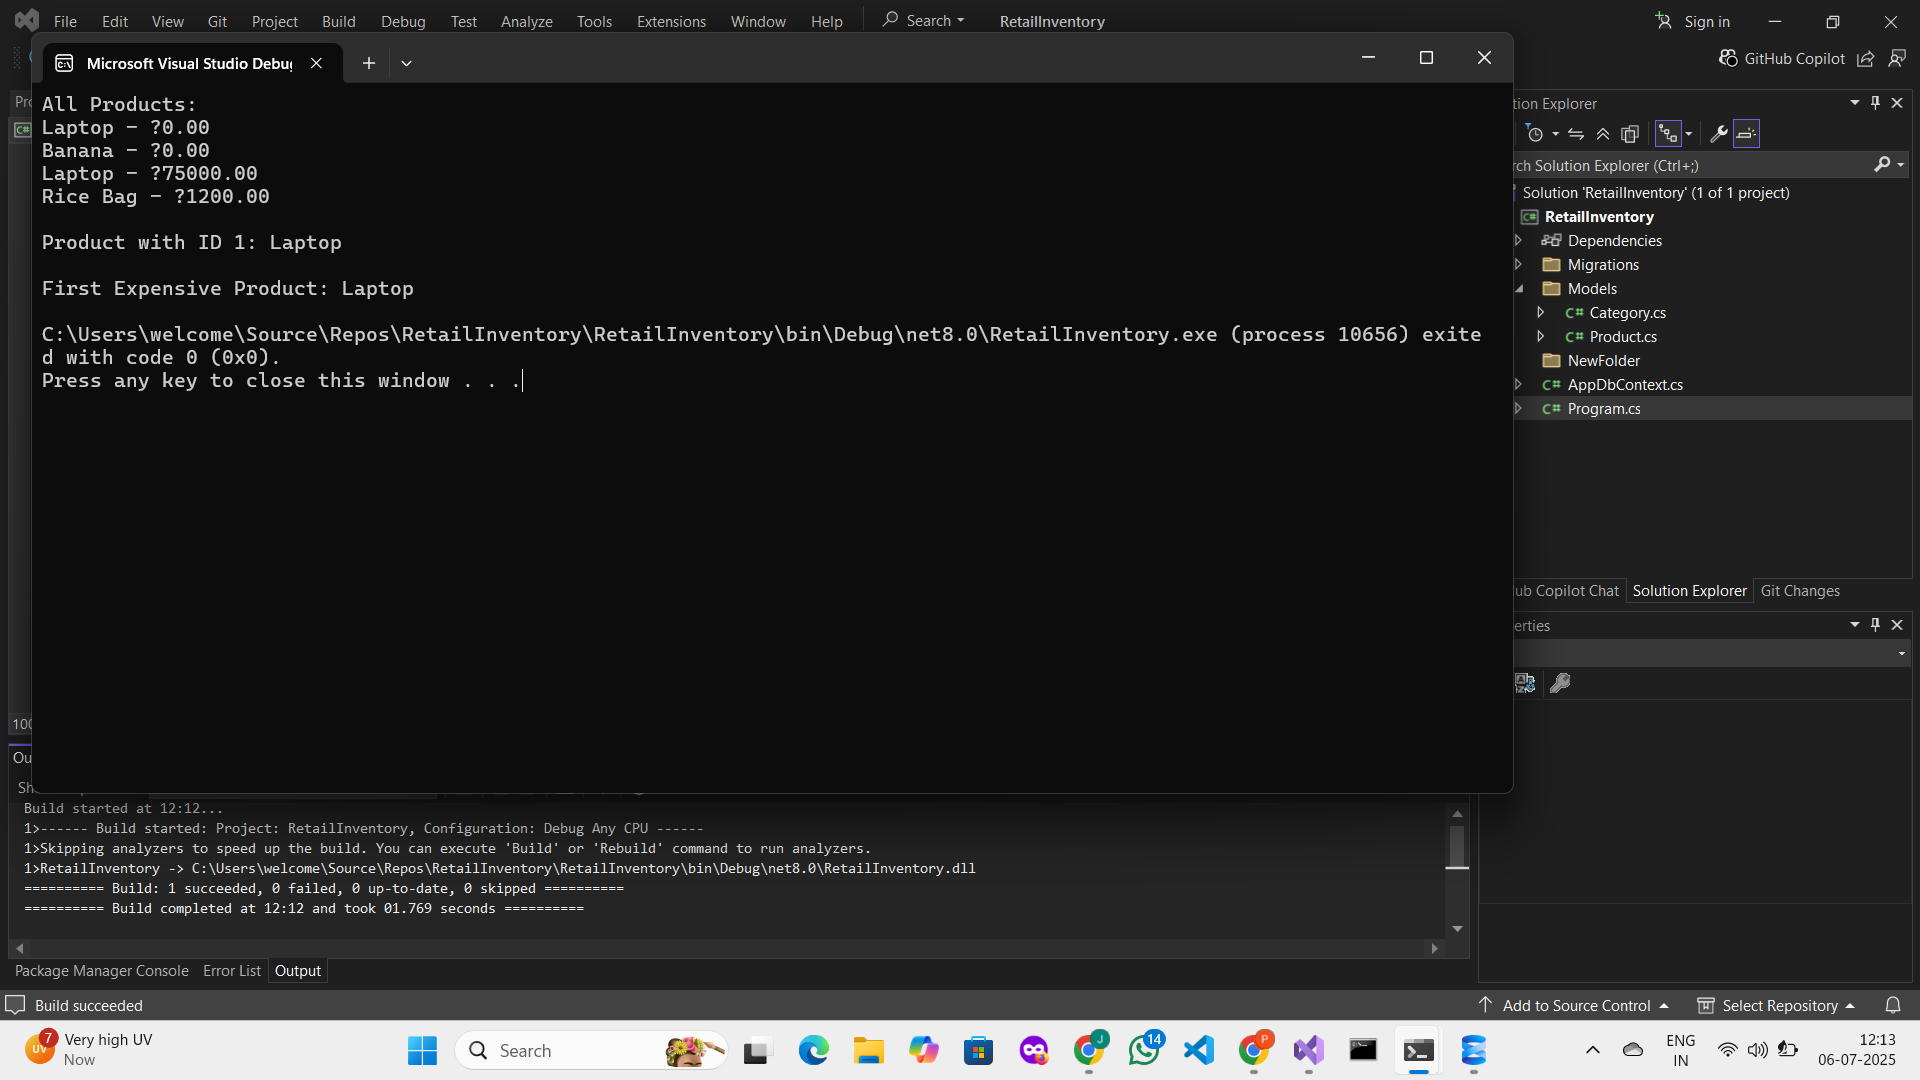 File Edit View Git Project Build Debug Test Analyze Tools Extensions Window Help Search RetailInventory Sign in
Microsoft Visual Studio Debug
GitHub Copilot
All Products:
Laptop - ?0.00
Banana - ?0.00
Laptop - ?75000.00
Rice Bag - ?1200.00
Product with ID 1: Laptop
First Expensive Product: Laptop
C:\Users\welcome\Source\Repos\RetailInventory\RetailInventory\bin\Debug\net8.0\RetailInventory.exe (process 10656) exite
d with code 0 (0x0).
Press any key to close this window . . .
tion Explorer
rch Solution Explorer (Ctrl+;)
Solution 'RetailInventory' (1 of 1 project)
C# RetailInventory
Dependencies
Migrations
Models
C# Category.cs
C# Product.cs
NewFolder
C# AppDbContext.cs
C# Program.cs
ub Copilot Chat Solution Explorer Git Changes
erties
Build started at 12:12...
1>------ Build started: Project: RetailInventory, Configuration: Debug Any CPU ------
1>Skipping analyzers to speed up the build. You can execute 'Build' or 'Rebuild' command to run analyzers.
1>RetailInventory -> C:\Users\welcome\Source\Repos\RetailInventory\RetailInventory\bin\Debug\net8.0\RetailInventory.dll
========== Build: 1 succeeded, 0 failed, 0 up-to-date, 0 skipped ==========
========== Build completed at 12:12 and took 01.769 seconds ==========
Package Manager Console Error List Output
Build succeeded Add to Source Control Select Repository
7 UV Very high UV
Now
Search
J 14 P
ENG
IN
12:13
06-07-2025